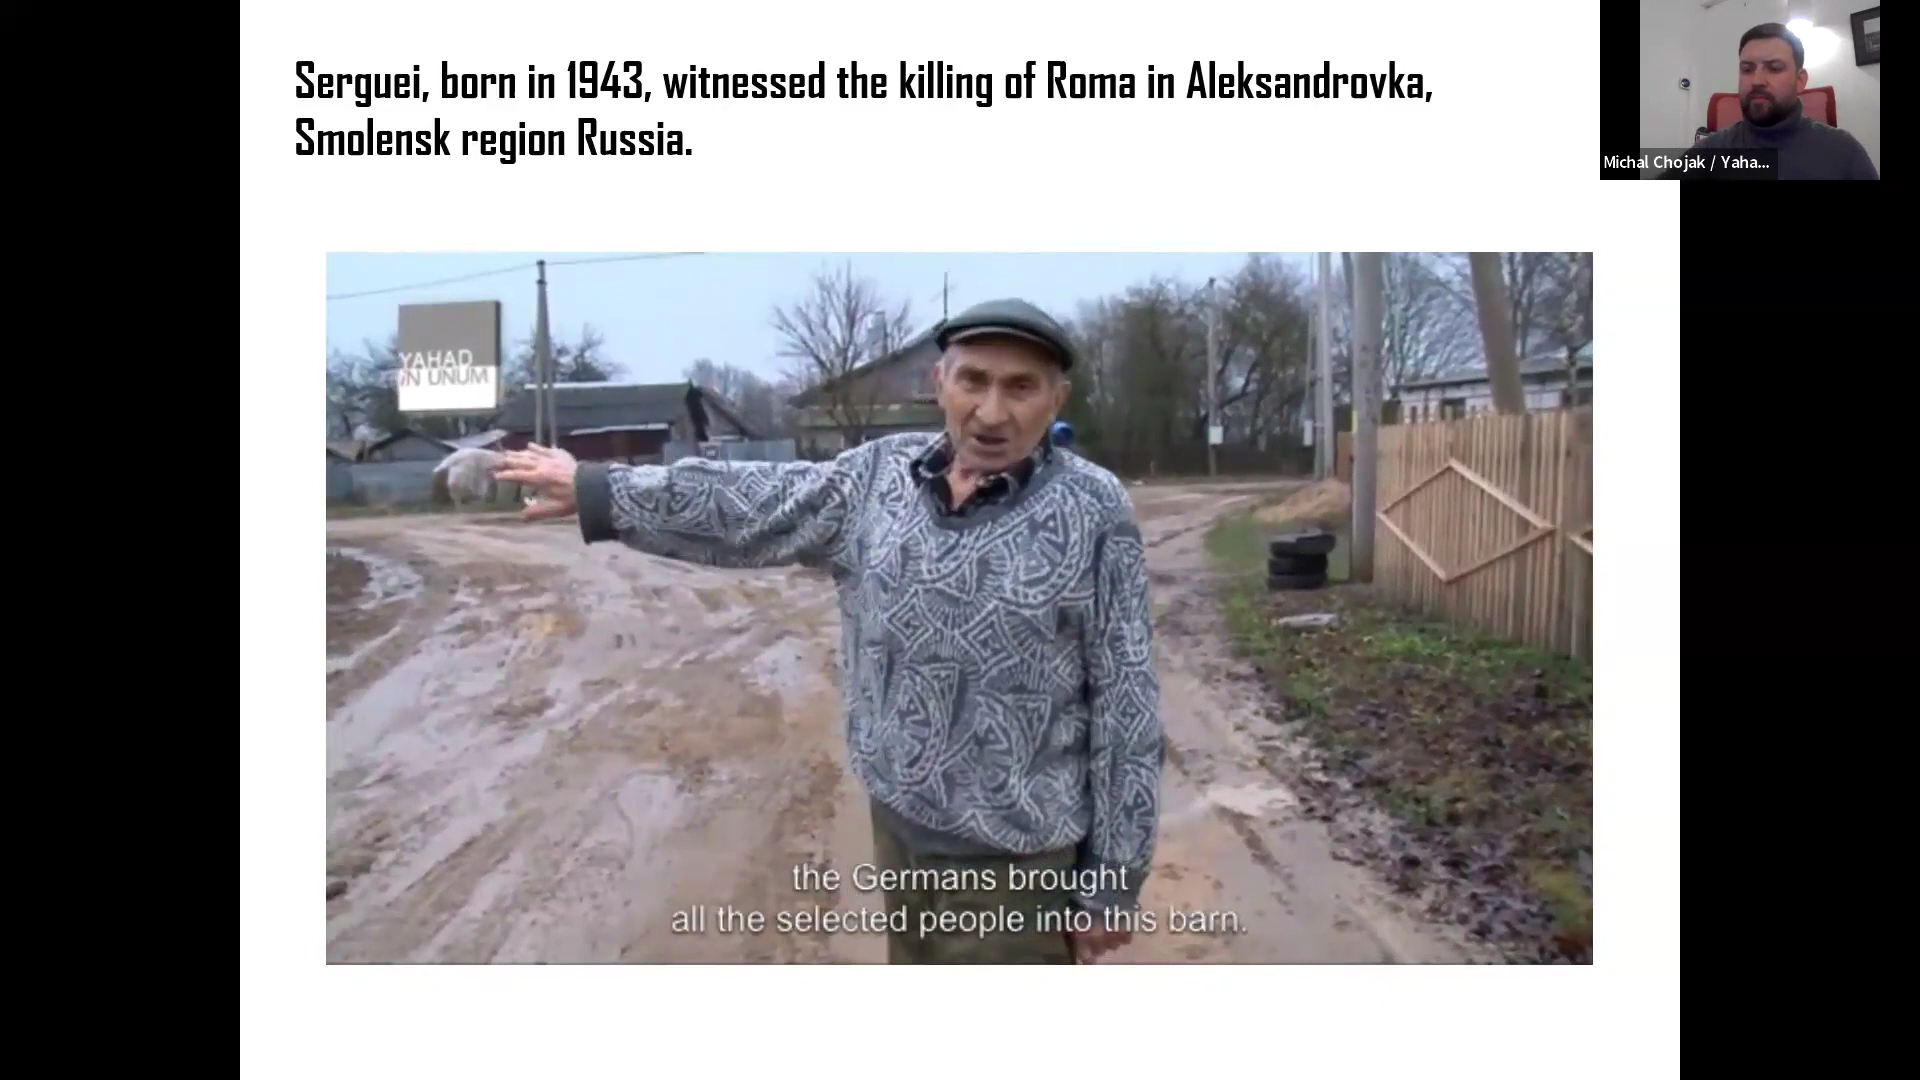 Serguei, born in 1943, witnessed the killing of Roma in Aleksandrovka,
Smolensk region Russia.
Michal Chojak / Yaha...
YAHAD
IN UNUM
the Germans brought
all the selected people into this barn.